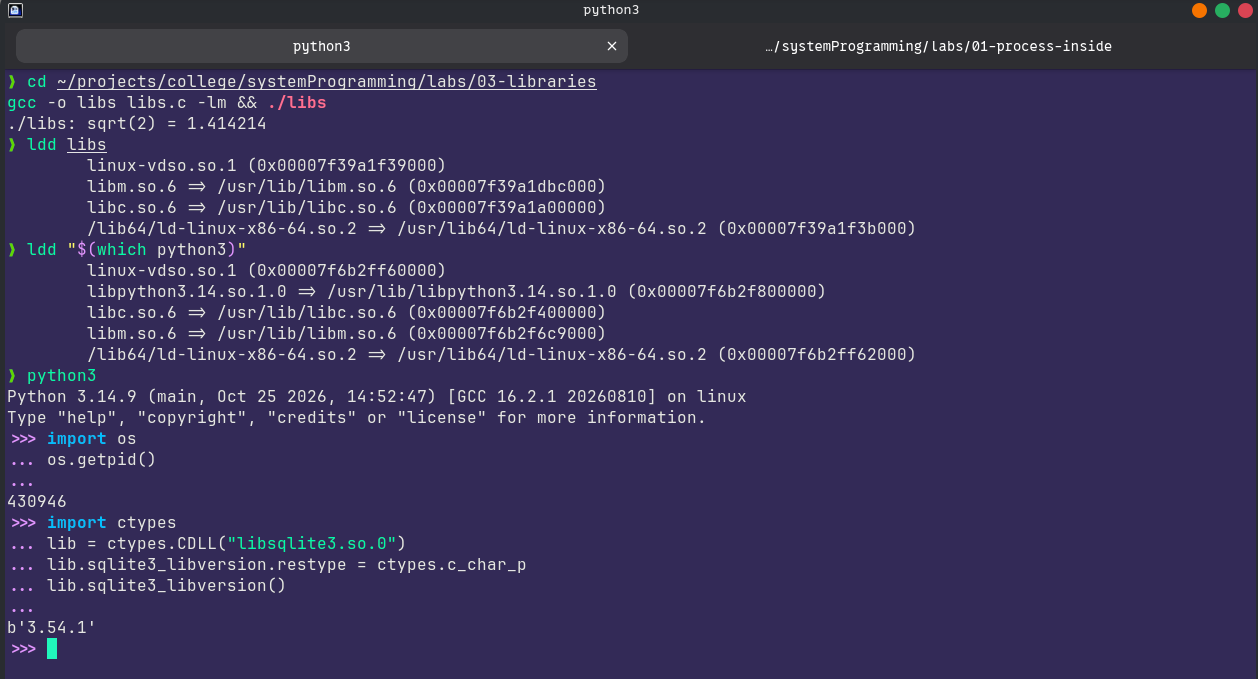 python3
python3 ×
…/systemProgramming/labs/01-process-inside
❱ cd ~/projects/college/systemProgramming/labs/03-libraries
gcc -o libs libs.c -lm && ./libs
./libs: sqrt(2) = 1.414214
❱ ldd libs
linux-vdso.so.1 (0x00007f39a1f39000)
libm.so.6 => /usr/lib/libm.so.6 (0x00007f39a1dbc000)
libc.so.6 => /usr/lib/libc.so.6 (0x00007f39a1a00000)
/lib64/ld-linux-x86-64.so.2 => /usr/lib64/ld-linux-x86-64.so.2 (0x00007f39a1f3b000)
❱ ldd "$(which python3)"
linux-vdso.so.1 (0x00007f6b2ff60000)
libpython3.14.so.1.0 => /usr/lib/libpython3.14.so.1.0 (0x00007f6b2f800000)
libc.so.6 => /usr/lib/libc.so.6 (0x00007f6b2f400000)
libm.so.6 => /usr/lib/libm.so.6 (0x00007f6b2f6c9000)
/lib64/ld-linux-x86-64.so.2 => /usr/lib64/ld-linux-x86-64.so.2 (0x00007f6b2ff62000)
❱ python3
Python 3.14.9 (main, Oct 25 2026, 14:52:47) [GCC 16.2.1 20260810] on linux
Type "help", "copyright", "credits" or "license" for more information.
>>> import os
... os.getpid()
...
430946
>>> import ctypes
... lib = ctypes.CDLL("libsqlite3.so.0")
... lib.sqlite3_libversion.restype = ctypes.c_char_p
... lib.sqlite3_libversion()
...
b'3.54.1'
>>>